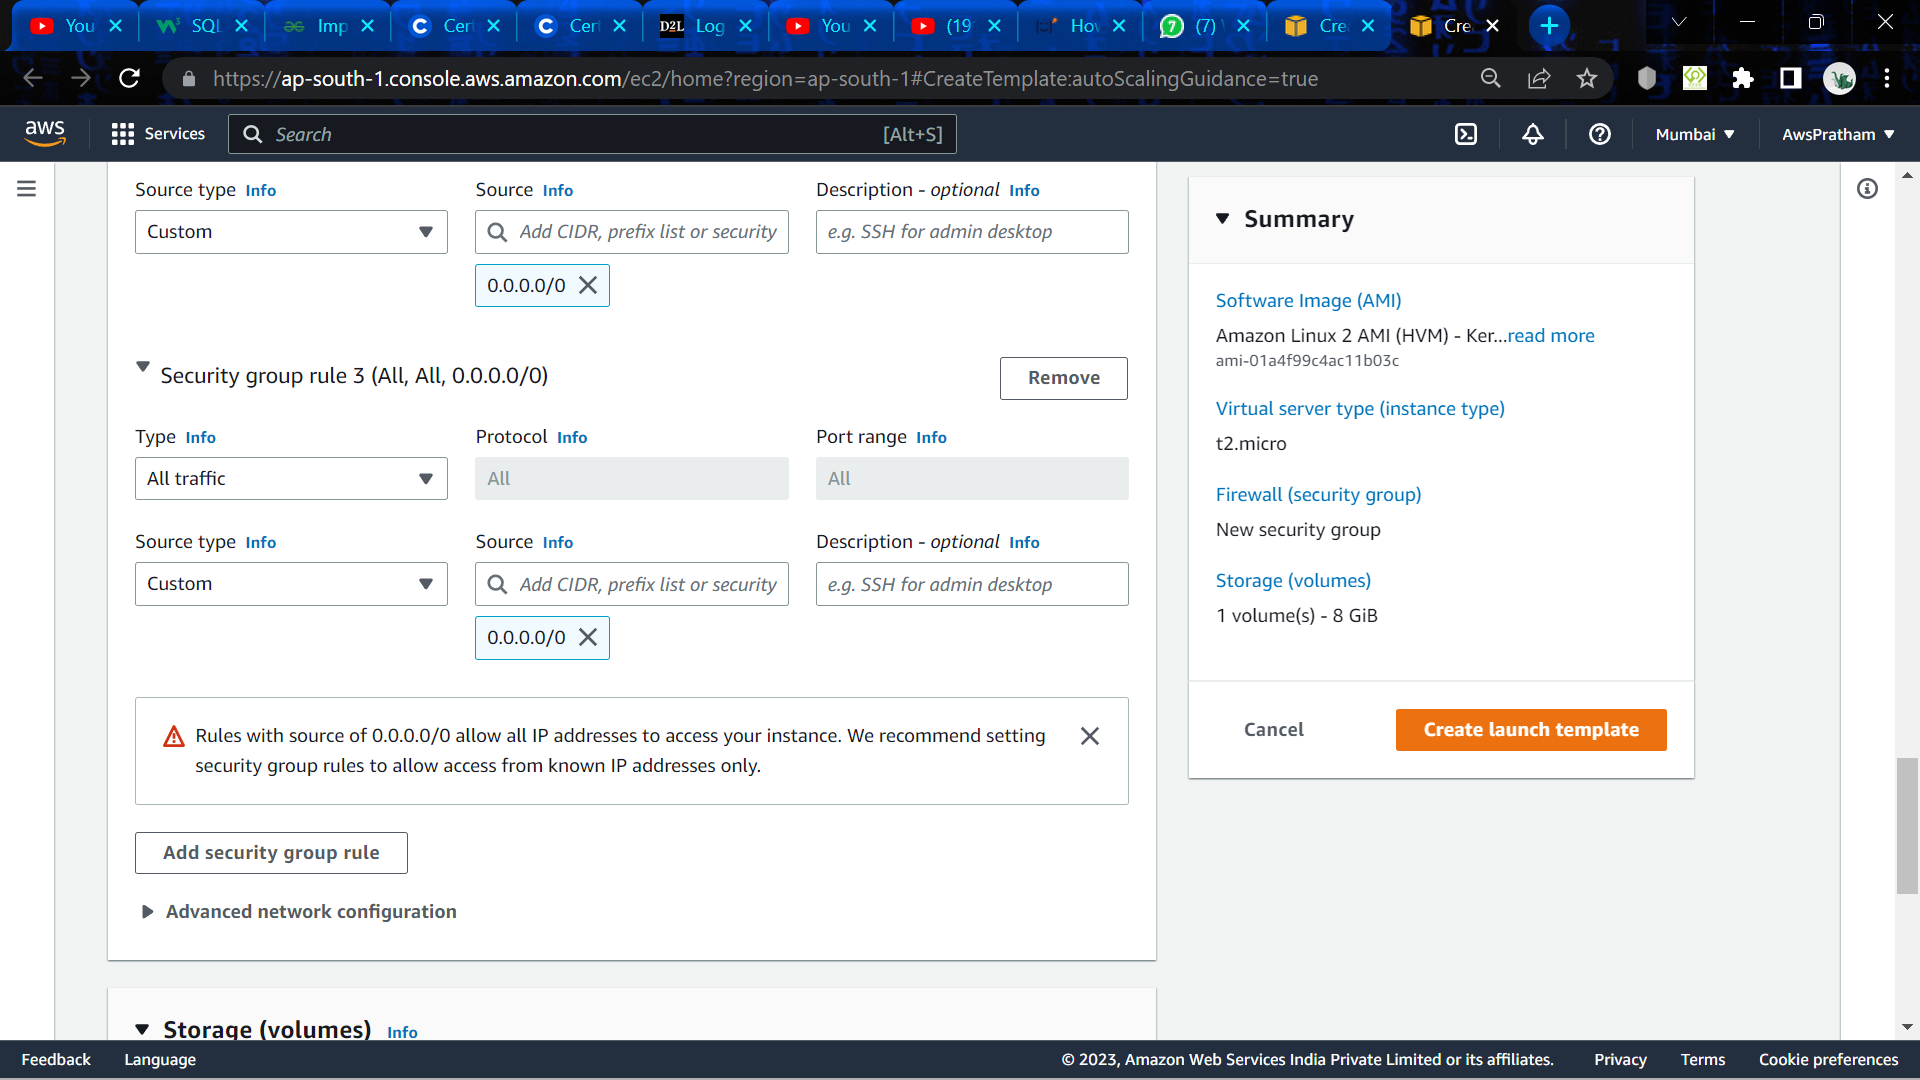 You
SQL
Imp
Cert
Cert
D2L Log
You
(19
How
7 (7)
Cre
Cre
https://ap-south-1.console.aws.amazon.com/ec2/home?region=ap-south-1#CreateTemplate:autoScalingGuidance=true
aws
Services
Search
[Alt+S]
Mumbai
AwsPratham
Source type Info
Source Info
Description - optional Info
Custom
Add CIDR, prefix list or security
e.g. SSH for admin desktop
0.0.0.0/0
Security group rule 3 (All, All, 0.0.0.0/0)
Remove
Type Info
Protocol Info
Port range Info
All traffic
All
All
Source type Info
Source Info
Description - optional Info
Custom
Add CIDR, prefix list or security
e.g. SSH for admin desktop
0.0.0.0/0
Rules with source of 0.0.0.0/0 allow all IP addresses to access your instance. We recommend setting
security group rules to allow access from known IP addresses only.
Add security group rule
Advanced network configuration
Storage (volumes) Info
Summary
Software Image (AMI)
Amazon Linux 2 AMI (HVM) - Ker...read more
ami-01a4f99c4ac11b03c
Virtual server type (instance type)
t2.micro
Firewall (security group)
New security group
Storage (volumes)
1 volume(s) - 8 GiB
Cancel
Create launch template
Feedback
Language
© 2023, Amazon Web Services India Private Limited or its affiliates.
Privacy
Terms
Cookie preferences